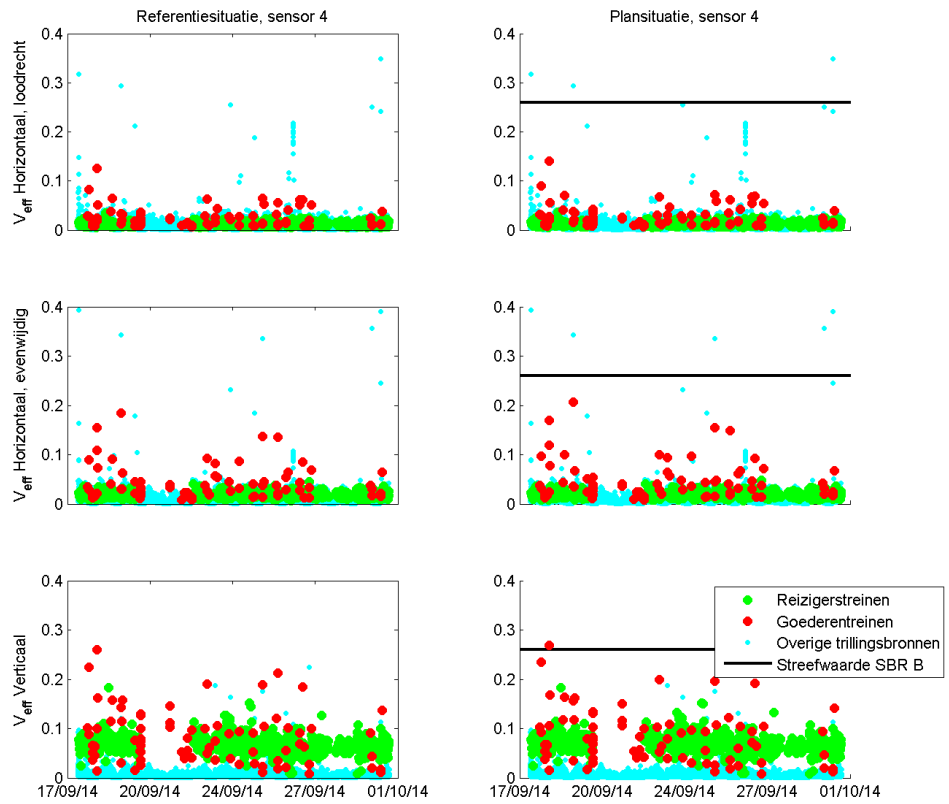 Referentiesituatie, sensor 4
Plansituatie, sensor 4
Veff Horizontaal, loodrecht
0.4
0.3
0.2
0.1
0
0.4
0.3
0.2
0.1
0
Veff Horizontaal, evenwijdig
0.4
0.3
0.2
0.1
0
0.4
0.3
0.2
0.1
0
Veff Verticaal
0.4
0.3
0.2
0.1
0
0.4
0.3
0.2
0.1
0
Reizigerstreinen
Goederentreinen
Overige trillingsbronnen
Streefwaarde SBR B
17/09/14 20/09/14 24/09/14 27/09/14 01/10/14
17/09/14 20/09/14 24/09/14 27/09/14 01/10/14